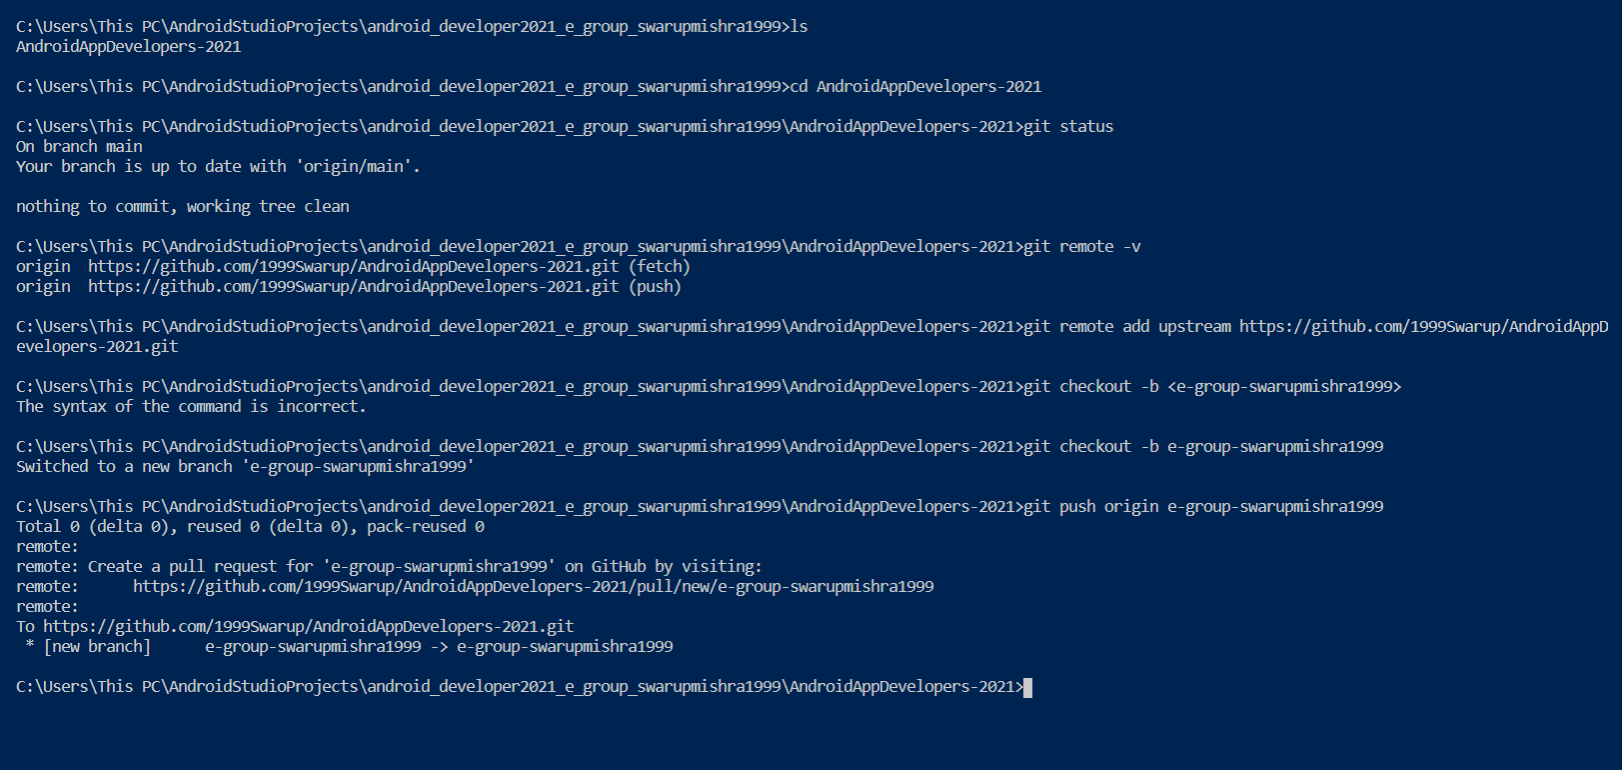 C:\Users\This PC\AndroidStudioProjects\android_developer2021_e_group_swarupmishra1999>ls
AndroidAppDevelopers-2021
C:\Users\This PC\AndroidStudioProjects\android_developer2021_e_group_swarupmishra1999>cd AndroidAppDevelopers-2021
C:\Users\This PC\AndroidStudioProjects\android_developer2021_e_group_swarupmishra1999\AndroidAppDevelopers-2021>git status
On branch main
Your branch is up to date with 'origin/main'.
nothing to commit, working tree clean
C:\Users\This PC\AndroidStudioProjects\android_developer2021_e_group_swarupmishra1999\AndroidAppDevelopers-2021>git remote -v
origin  https://github.com/1999Swarup/AndroidAppDevelopers-2021.git (fetch)
origin  https://github.com/1999Swarup/AndroidAppDevelopers-2021.git (push)
C:\Users\This PC\AndroidStudioProjects\android_developer2021_e_group_swarupmishra1999\AndroidAppDevelopers-2021>git remote add upstream https://github.com/1999Swarup/AndroidAppD
evelopers-2021.git
C:\Users\This PC\AndroidStudioProjects\android_developer2021_e_group_swarupmishra1999\AndroidAppDevelopers-2021>git checkout -b <e-group-swarupmishra1999>
The syntax of the command is incorrect.
C:\Users\This PC\AndroidStudioProjects\android_developer2021_e_group_swarupmishra1999\AndroidAppDevelopers-2021>git checkout -b e-group-swarupmishra1999
Switched to a new branch 'e-group-swarupmishra1999'
C:\Users\This PC\AndroidStudioProjects\android_developer2021_e_group_swarupmishra1999\AndroidAppDevelopers-2021>git push origin e-group-swarupmishra1999
Total 0 (delta 0), reused 0 (delta 0), pack-reused 0
remote:
remote: Create a pull request for 'e-group-swarupmishra1999' on GitHub by visiting:
remote:      https://github.com/1999Swarup/AndroidAppDevelopers-2021/pull/new/e-group-swarupmishra1999
remote:
To https://github.com/1999Swarup/AndroidAppDevelopers-2021.git
 * [new branch]      e-group-swarupmishra1999 -> e-group-swarupmishra1999
C:\Users\This PC\AndroidStudioProjects\android_developer2021_e_group_swarupmishra1999\AndroidAppDevelopers-2021>